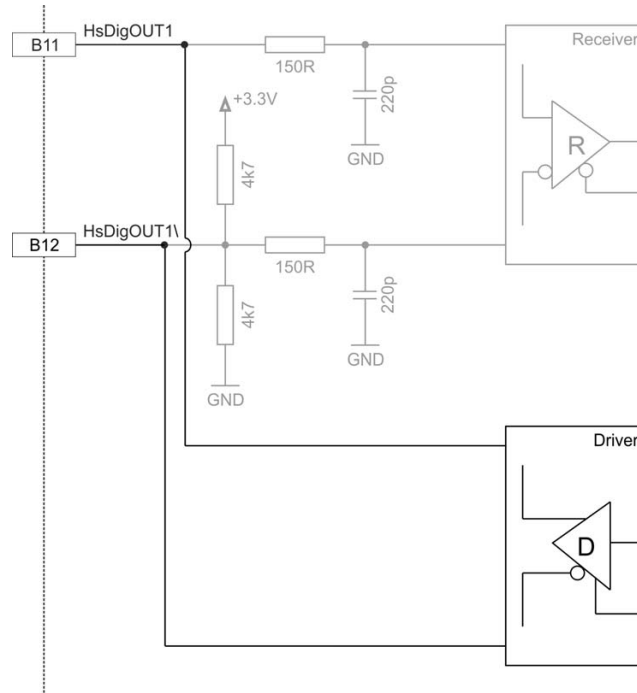 B11
HsDigOUT1
150R
220p
GND
Receiver
R
+3.3V
4k7
B12
HsDigOUT1\
150R
220p
GND
4k7
GND
Driver
D